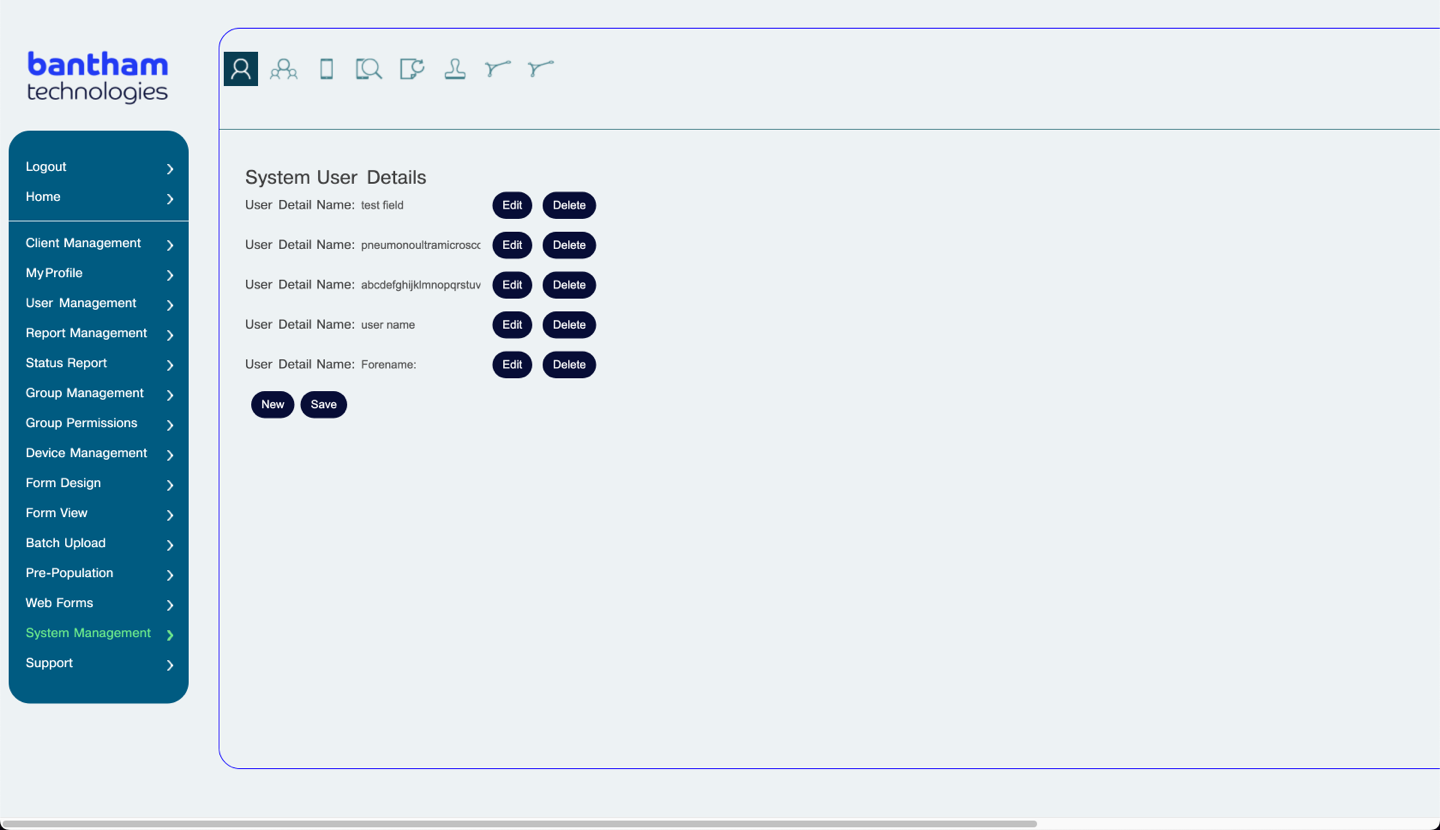 bantham
technologies
Logout
Home
Client Management
MyProfile
User Management
Report Management
Status Report
Group Management
Group Permissions
Device Management
Form Design
Form View
Batch Upload
Pre-Population
Web Forms
System Management
Support
System User Details
User Detail Name: test field Edit Delete
User Detail Name: pneumonoultramicrosco Edit Delete
User Detail Name: abcdefghijklmnopqrstuv Edit Delete
User Detail Name: user name Edit Delete
User Detail Name: Forename: Edit Delete
New Save